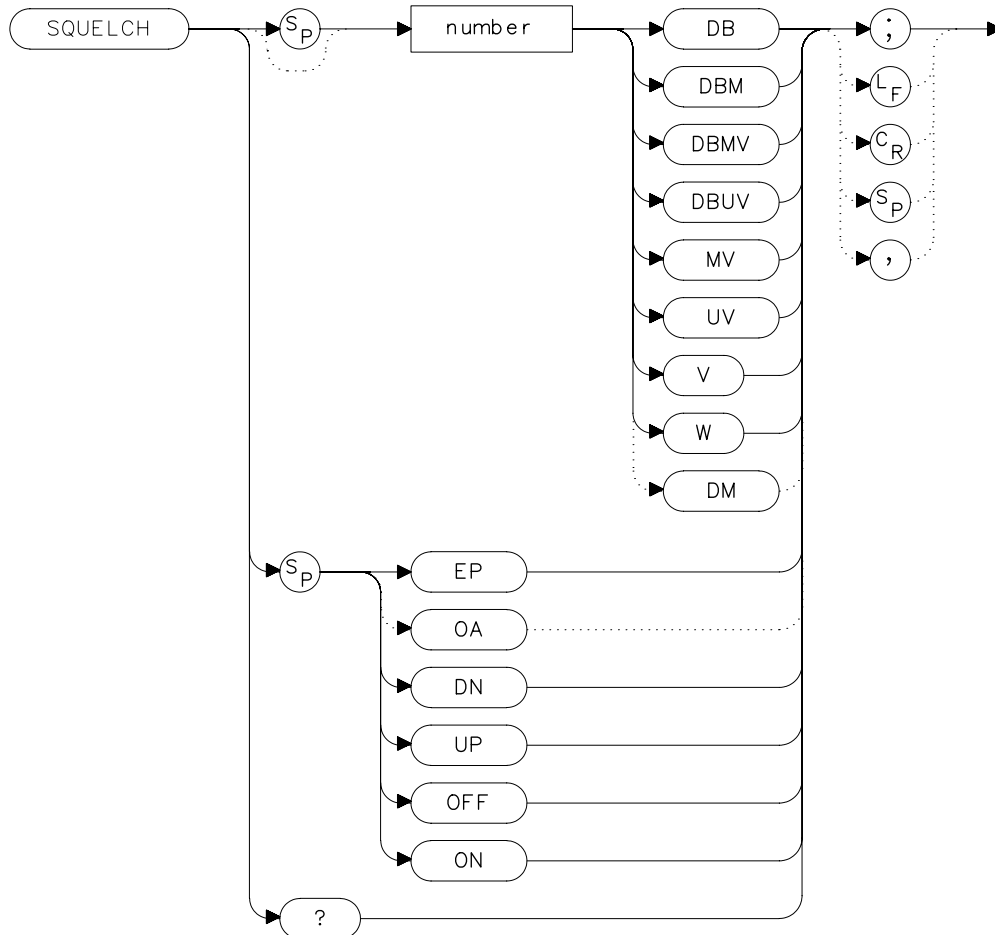 SQUELCH SP number DB ;
DBM LF
DBMV CR
DBUV SP
MV ,
UV
V
W
DM
SP EP
OA
DN
UP
OFF
ON
?